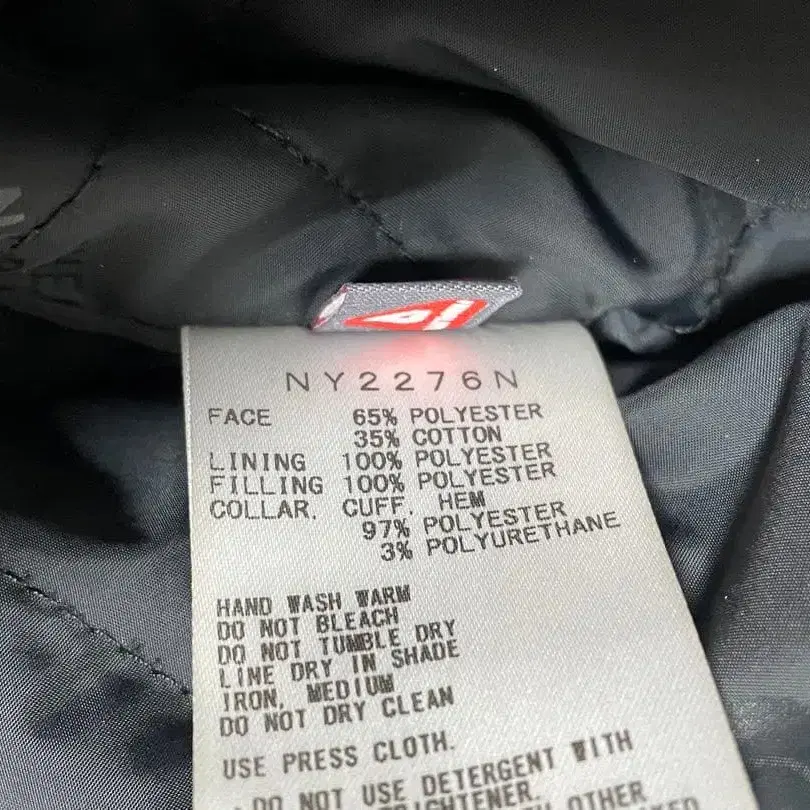 NY2276N
FACE 65% POLYESTER
35% COTTON
LINING 100% POLYESTER
FILLING 100% POLYESTER
COLLAR. CUFF. HEM
97% POLYESTER
3% POLYURETHANE
HAND WASH WARM
DO NOT BLEACH
DO NOT TUMBLE DRY
LINE DRY IN SHADE
IRON, MEDIUM
DO NOT DRY CLEAN
USE PRESS CLOTH.
DO NOT USE DETERGENT WITH
OTHER